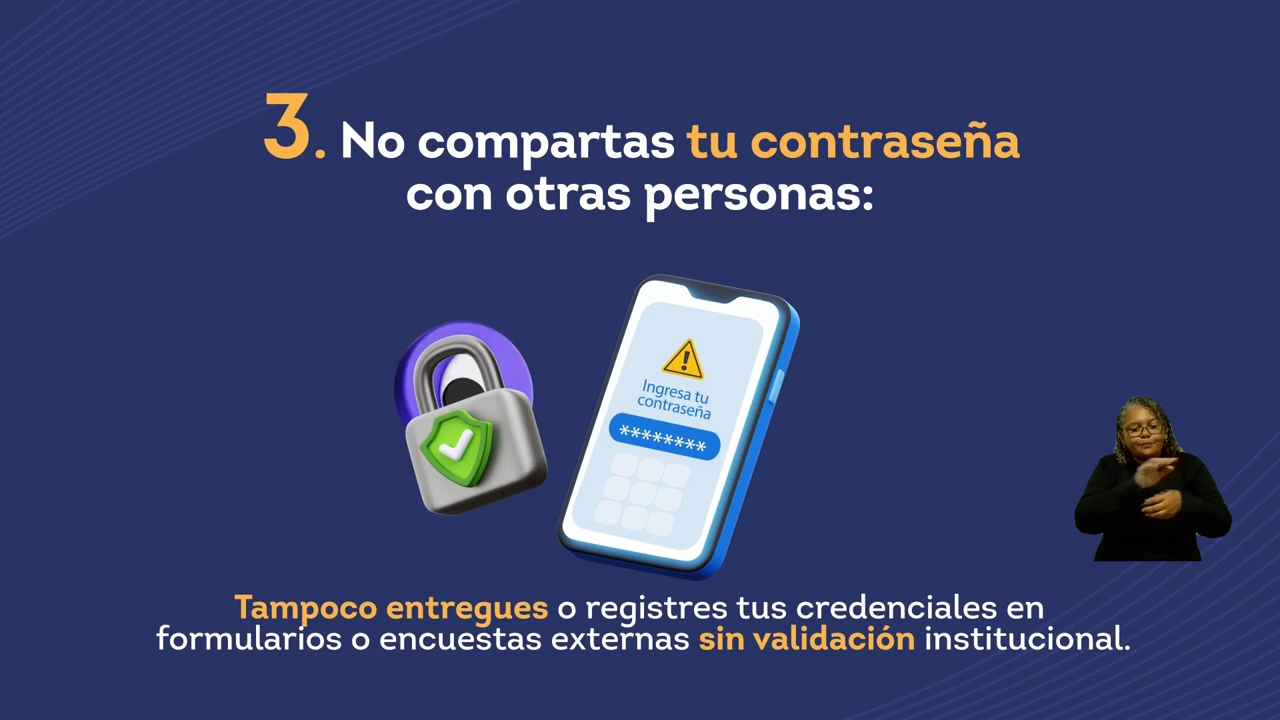 3. No compartas tu contraseña
con otras personas:
Ingresa tu
contraseña
********
Tampoco entregues o registres tus credenciales en
formularios o encuestas externas sin validación institucional.